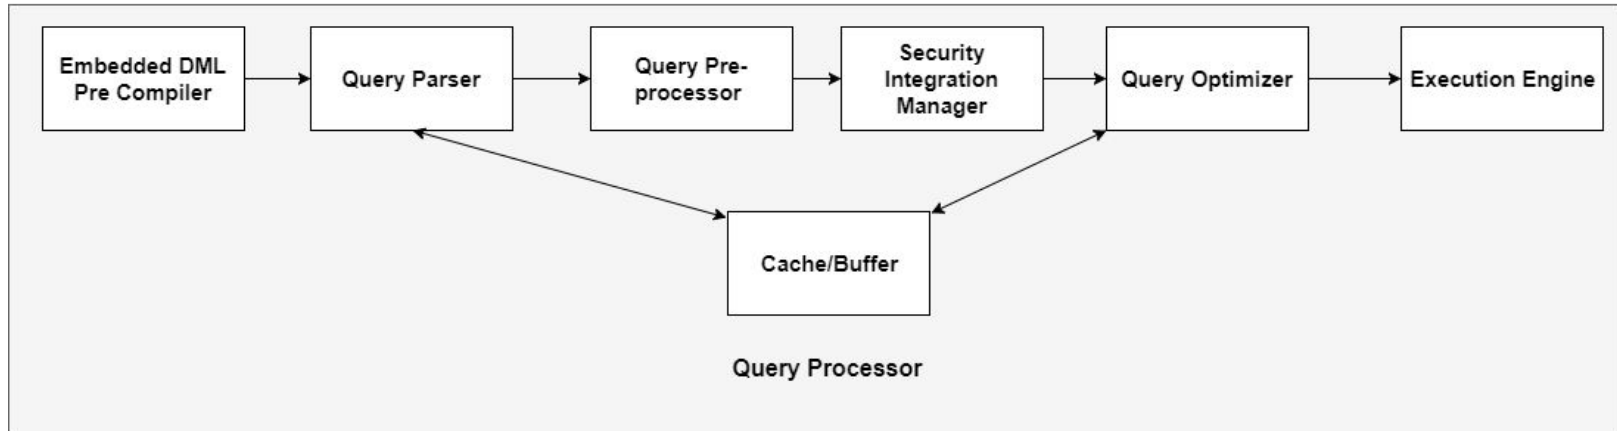 Embedded DML
Pre Compiler
Query Parser
Query Pre-
processor
Security
Integration
Manager
Query Optimizer
Execution Engine
Cache/Buffer
Query Processor